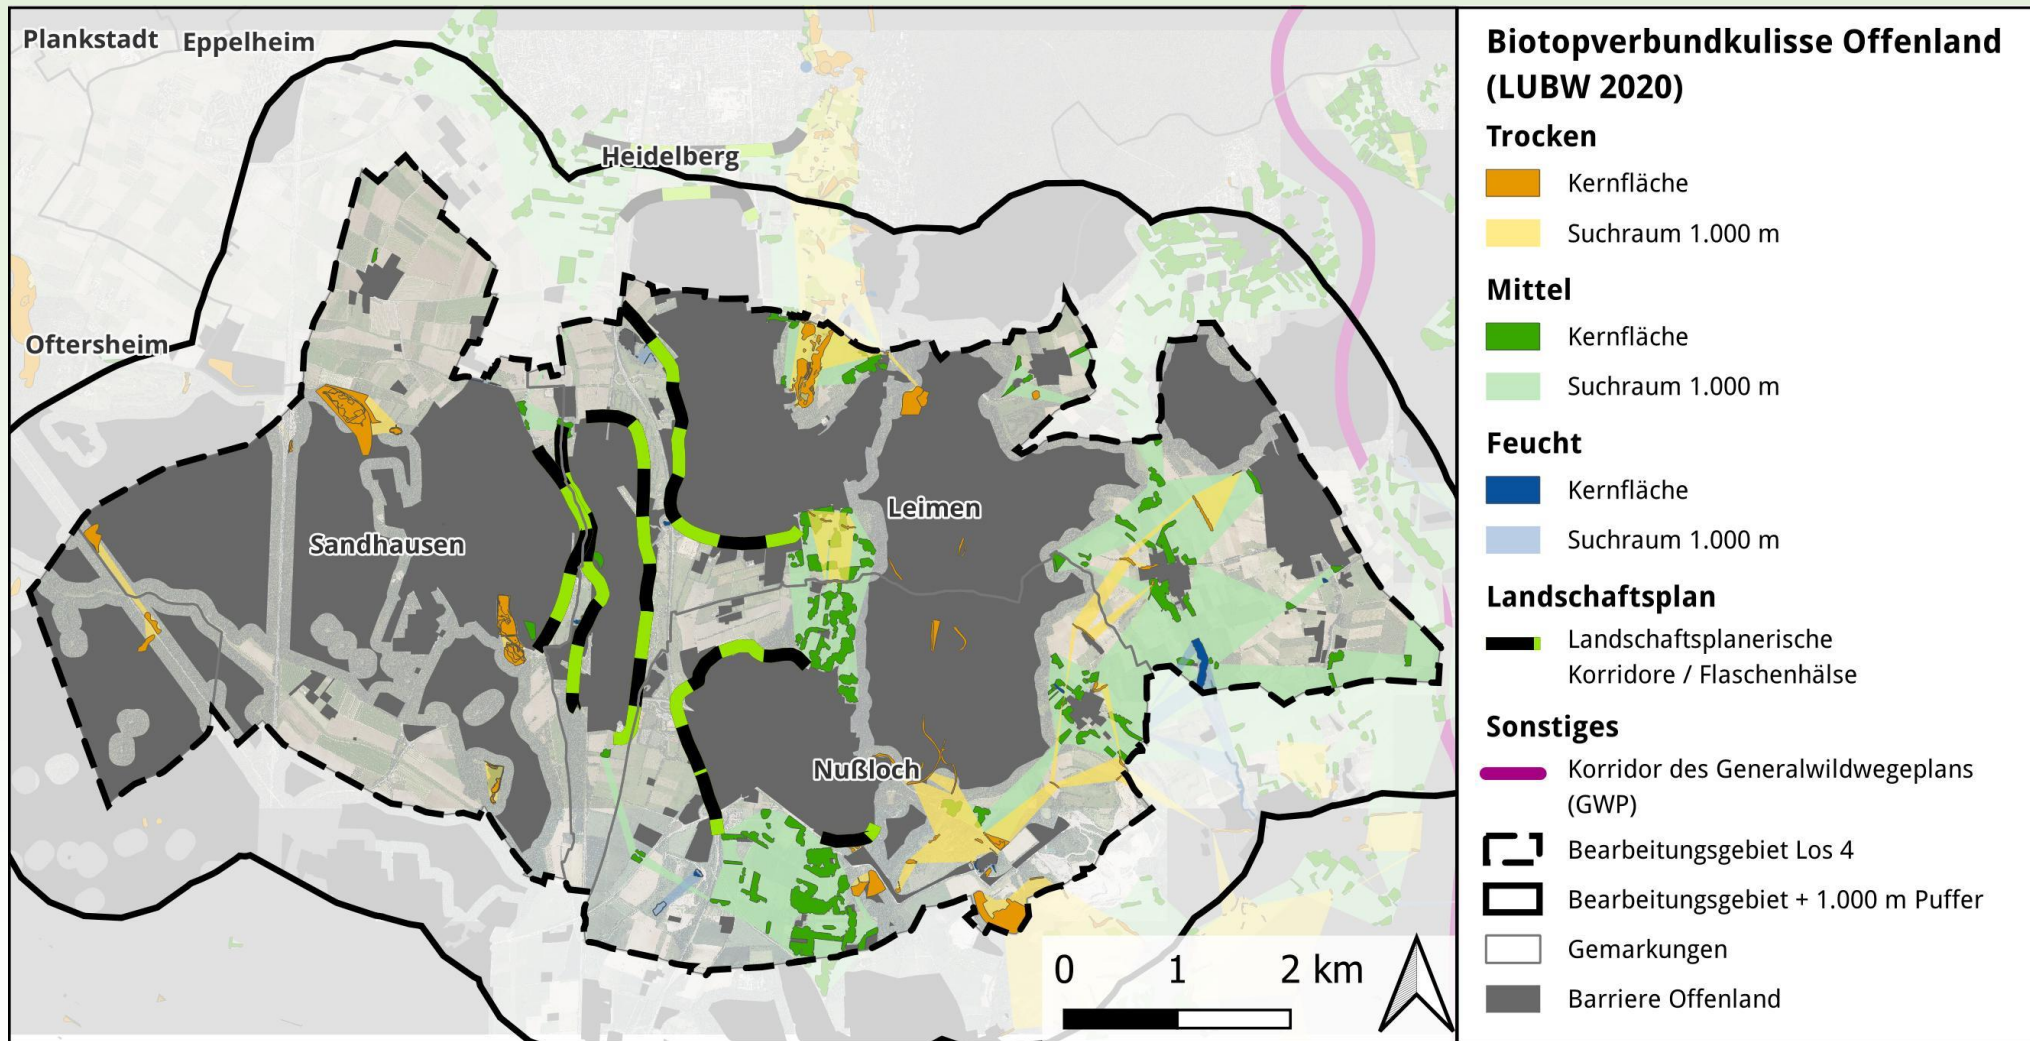 Plankstadt Eppelheim
Heidelberg
Oftersheim
Leimen
Sandhausen
Nußloch
0 1 2 km
Biotopverbundkulisse Offenland
(LUBW 2020)
Trocken
Kernfläche
Suchraum 1.000 m
Mittel
Kernfläche
Suchraum 1.000 m
Feucht
Kernfläche
Suchraum 1.000 m
Landschaftsplan
Landschaftsplanerische
Korridore / Flaschenhälse
Sonstiges
Korridor des Generalwildwegeplans
(GWP)
Bearbeitungsgebiet Los 4
Bearbeitungsgebiet + 1.000 m Puffer
Gemarkungen
Barriere Offenland